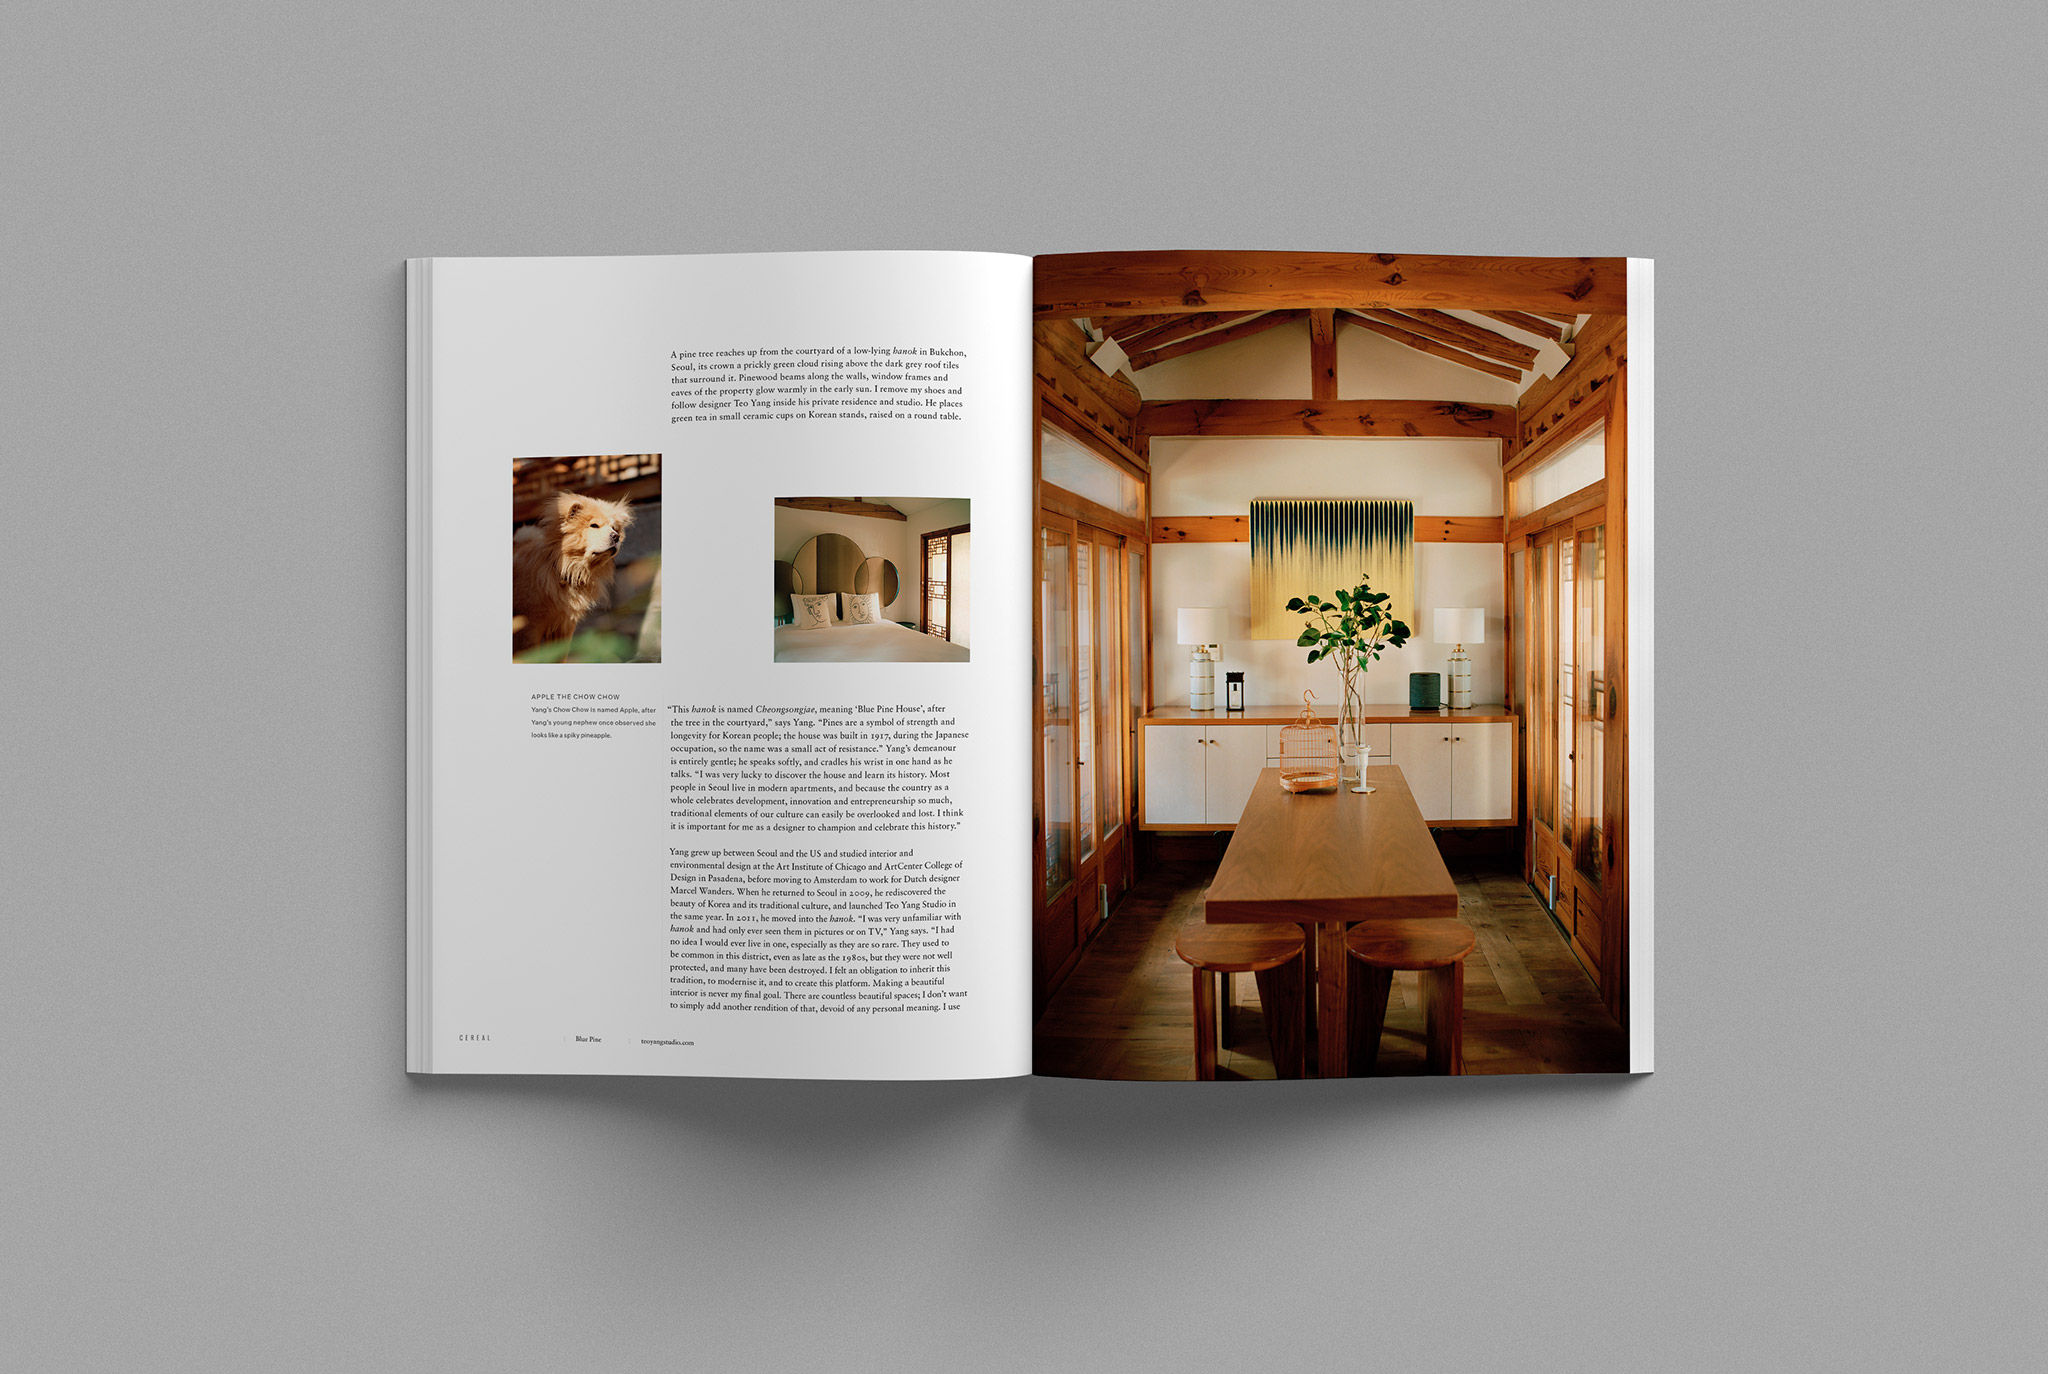 A pine tree reaches up from the courtyard of a low-lying hanok in Bukchon,
Seoul, its crown a prickly green cloud rising above the dark grey roof tiles
that surround it. Pinewood beams along the walls, window frames and
eaves of the property glow warmly in the early sun. I remove my shoes and
follow designer Teo Yang inside his private residence and studio. He places
green tea in small ceramic cups on Korean stands, raised on a round table.
APPLE THE CHOW CHOW
Yang's Chow Chow is named Apple, after
Yang's young nephew once observed she
looks like a spiky pineapple.
“This hanok is named Cheongsongjae, meaning ‘Blue Pine House’, after
the tree in the courtyard,” says Yang. “Pines are a symbol of strength and
longevity for Korean people; the house was built in 1917, during the Japanese
occupation, so the name was a small act of resistance.” Yang’s demeanour
is entirely gentle; he speaks softly, and cradles his wrist in one hand as he
talks. “I was very lucky to discover the house and learn its history. Most
people in Seoul live in modern apartments, and because the country as a
whole celebrates development, innovation and entrepreneurship so much,
traditional elements of our culture can easily be overlooked and lost. I think
it is important for me as a designer to champion and celebrate this history.”
Yang grew up between Seoul and the US and studied interior and
environmental design at the Art Institute of Chicago and ArtCenter College of
Design in Pasadena, before moving to Amsterdam to work for Dutch designer
Marcel Wanders. When he returned to Seoul in 2009, he rediscovered the
beauty of Korea and its traditional culture, and launched Teo Yang Studio in
the same year. In 2011, he moved into the hanok. “I was very unfamiliar with
hanok and had only ever seen them in pictures or on TV,” Yang says. “I had
no idea I would ever live in one, especially as they are so rare. They used to
be common in this district, even as late as the 1980s, but they were not well
protected, and many have been destroyed. I felt an obligation to inherit this
tradition, to modernise it, and to create this platform. Making a beautiful
interior is never my final goal. There are countless beautiful spaces; I don’t want
to simply add another rendition of that, devoid of any personal meaning. I use
CEREAL
Blue Pine
teoyangstudio.com